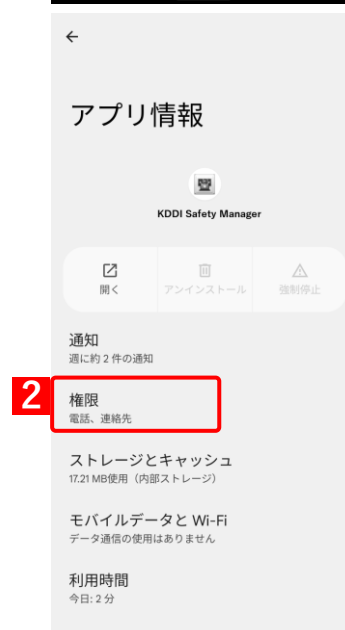 アプリ情報
KDDI Safety Manager
開く
アンインストール
強制停止
通知
週に約 2 件の通知
2
権限
電話、連絡先
ストレージとキャッシュ
17.21 MB使用（内部ストレージ）
モバイルデータと Wi-Fi
データ通信の使用はありません
利用時間
今日: 2 分